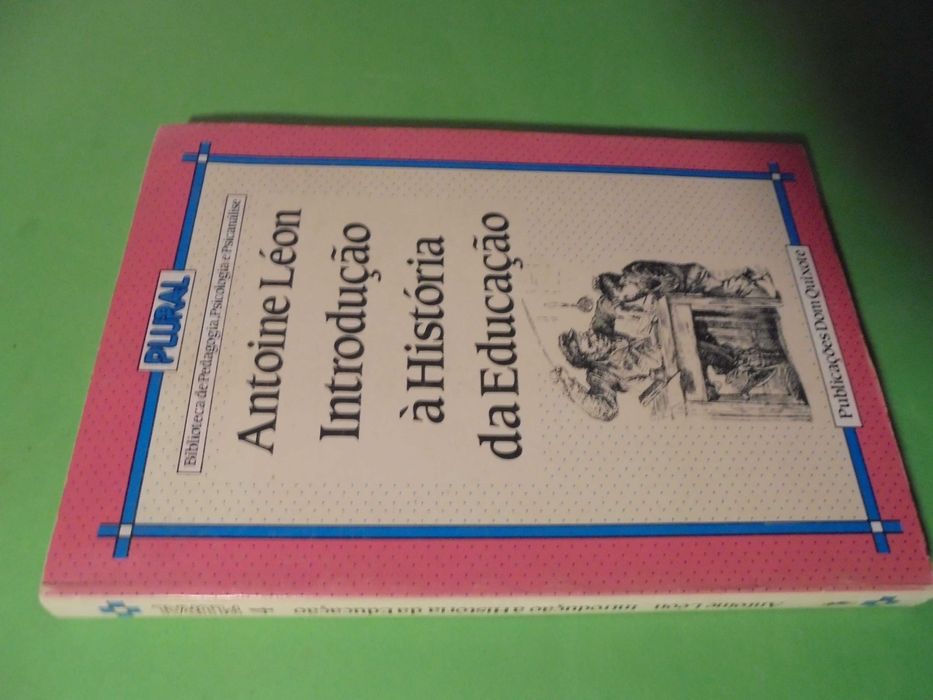 PLURAL
Biblioteca de Pedagogia, Psicologia e Psicanálise
Antoine Léon
Introdução
à História
da Educação
Publicações Dom Quixote
Antoine Léon Introdução à História da Educação